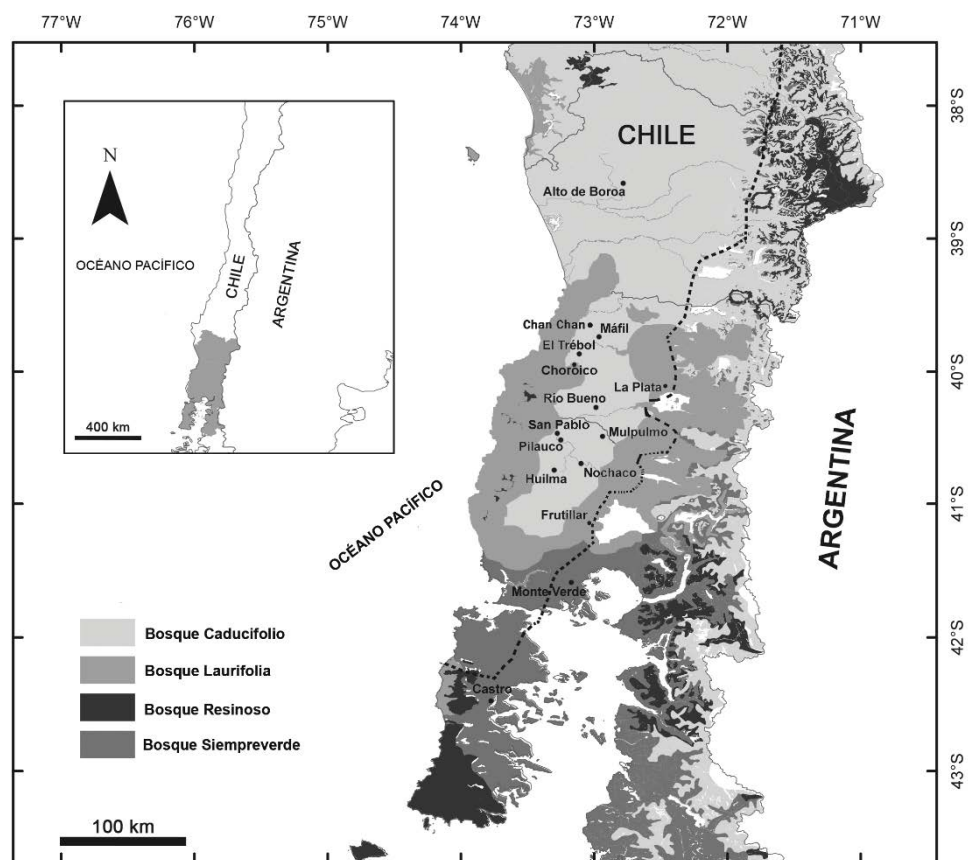 77°W 76°W 75°W 74°W 73°W 72°W 71°W
38°S
39°S
40°S
41°S
42°S
43°S
N
OCÉANO PACÍFICO
CHILE
ARGENTINA
400 km
CHILE
Alto de Boroa
Chan Chan
Máfil
El Trébol
Choroico
La Plata
Río Bueno
San Pablo
Mulpulmo
Pilauco
Nochaco
Huilma
Frutillar
OCÉANO PACÍFICO
ARGENTINA
Monte Verde
Castro
Bosque Caducifolio
Bosque Laurifolia
Bosque Resinoso
Bosque Siempreverde
100 km